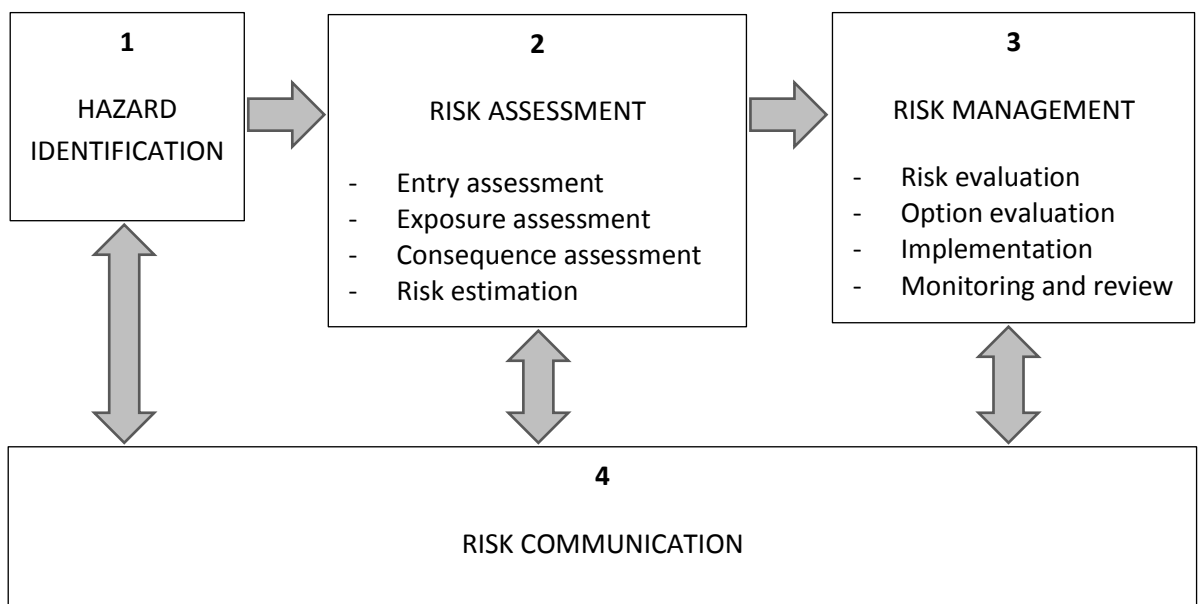 1
HAZARD
IDENTIFICATION
2
RISK ASSESSMENT
- Entry assessment
- Exposure assessment
- Consequence assessment
- Risk estimation
3
RISK MANAGEMENT
- Risk evaluation
- Option evaluation
- Implementation
- Monitoring and review
4
RISK COMMUNICATION